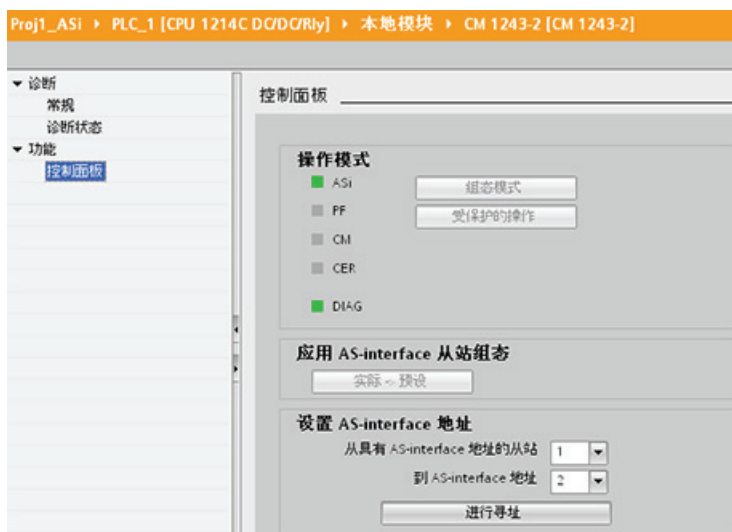 Proj1_ASi ▸ PLC_1 [CPU 1214C DC/DC/Rly] ▸ 本地模块 ▸ CM 1243-2 [CM 1243-2]
诊断
常规
诊断状态
功能
控制面板
控制面板
操作模式
ASi
组态模式
PF
受保护的操作
CM
CER
DIAG
应用 AS-interface 从站组态
实际 -> 预设
设置 AS-interface 地址
从具有 AS-interface 地址的从站 1
到 AS-interface 地址 2
进行寻址